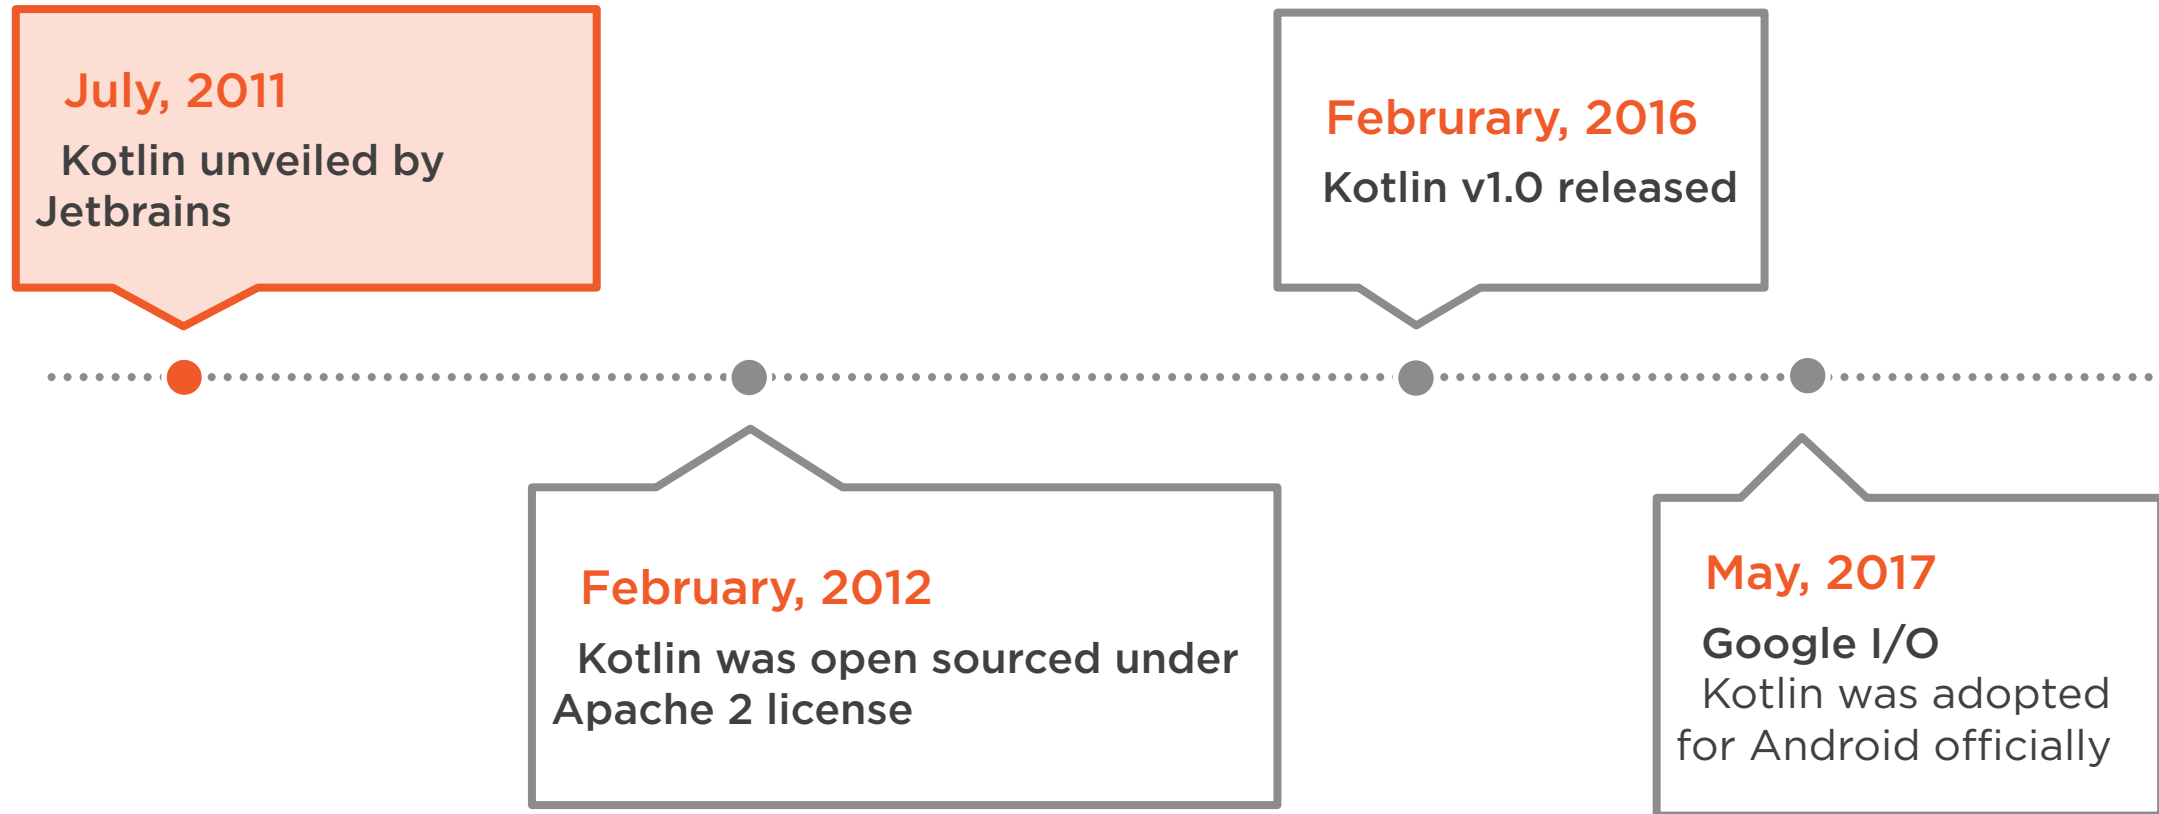 July, 2011
Kotlin unveiled by
Jetbrains
February, 2012
Kotlin was open sourced under
Apache 2 license
Februrary, 2016
Kotlin v1.0 released
May, 2017
Google I/O
Kotlin was adopted
for Android officially